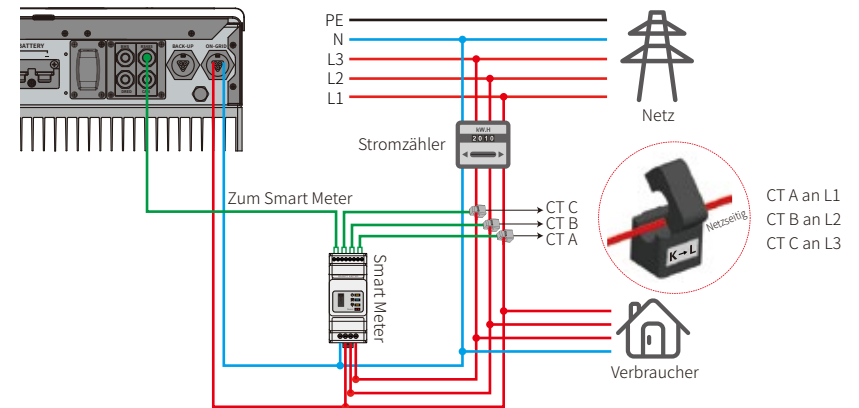 PE
N
L3
L2
L1
BATTERY
BACK-UP
ON-GRID
Netz
Stromzähler
kW.H
2010
Zum Smart Meter
CT C
CT B
CT A
Smart Meter
Netzseitig
K→L
CT A an L1
CT B an L2
CT C an L3
Verbraucher